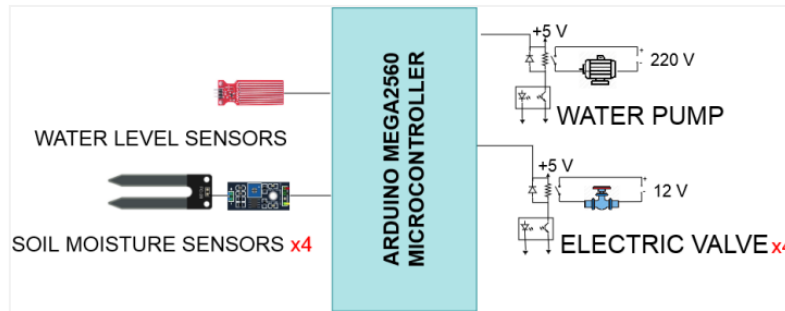 WATER LEVEL SENSORS
SOIL MOISTURE SENSORS x4
ARDUINO MEGA2560
MICROCONTROLLER
+5 V
+
-
220 V
WATER PUMP
+5 V
+
-
12 V
ELECTRIC VALVE x4